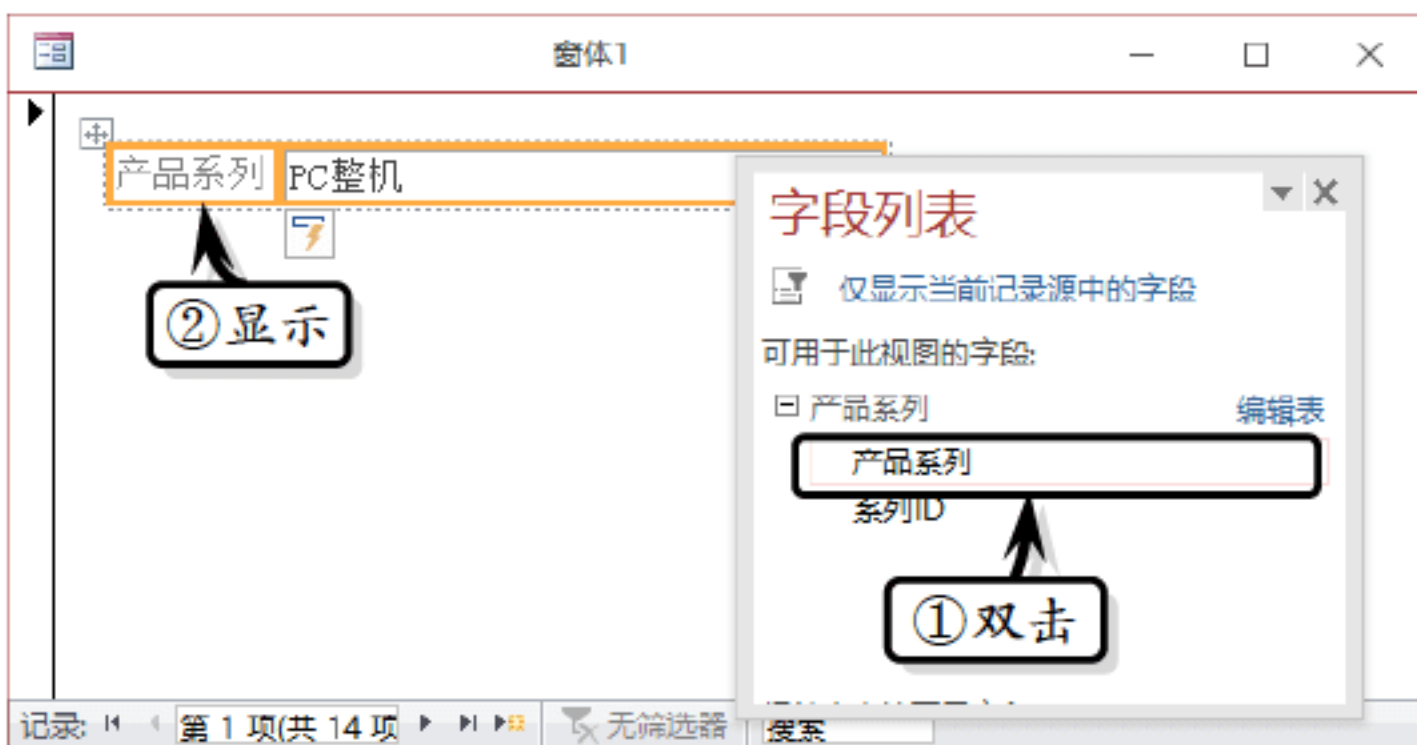 窗体1
产品系列 PC整机
②显示
字段列表
仅显示当前记录源中的字段
可用于此视图的字段:
产品系列 编辑表
产品系列
系列ID
①双击
记录: 第 1 项(共 14 项 无筛选器 搜索